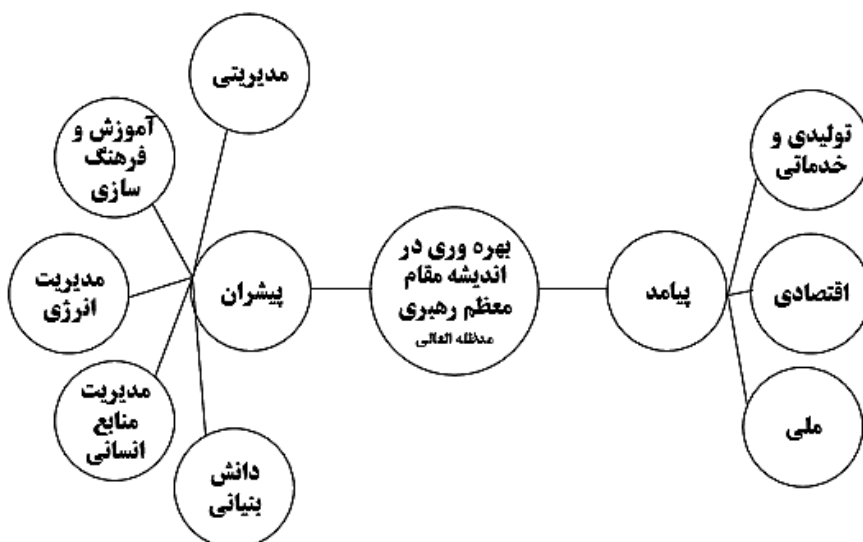 مدیریتی
آموزش و
فرهنگ
سازی
مدیریت
انرژی
مدیریت
منابع
انسانی
دانش
بنیانی
پیشران
بهره وری در
اندیشه مقام
معظم رهبری
مدظله العالی
پیامد
تولیدی و
خدماتی
اقتصادی
ملی